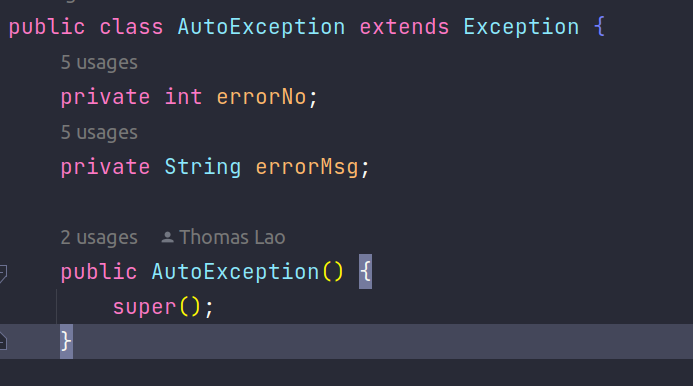 public class AutoException extends Exception {
5 usages
private int errorNo;
5 usages
private String errorMsg;
2 usages Thomas Lao
public AutoException() {
super();
}